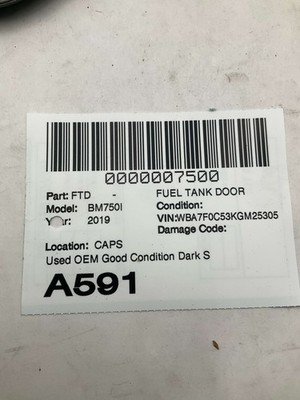 0000007500
Part: FTD - FUEL TANK DOOR
Model: BM750I Condition:
Year: 2019 VIN:WBA7F0C53KGM25305
Damage Code:
Location: CAPS
Used OEM Good Condition Dark S
A591